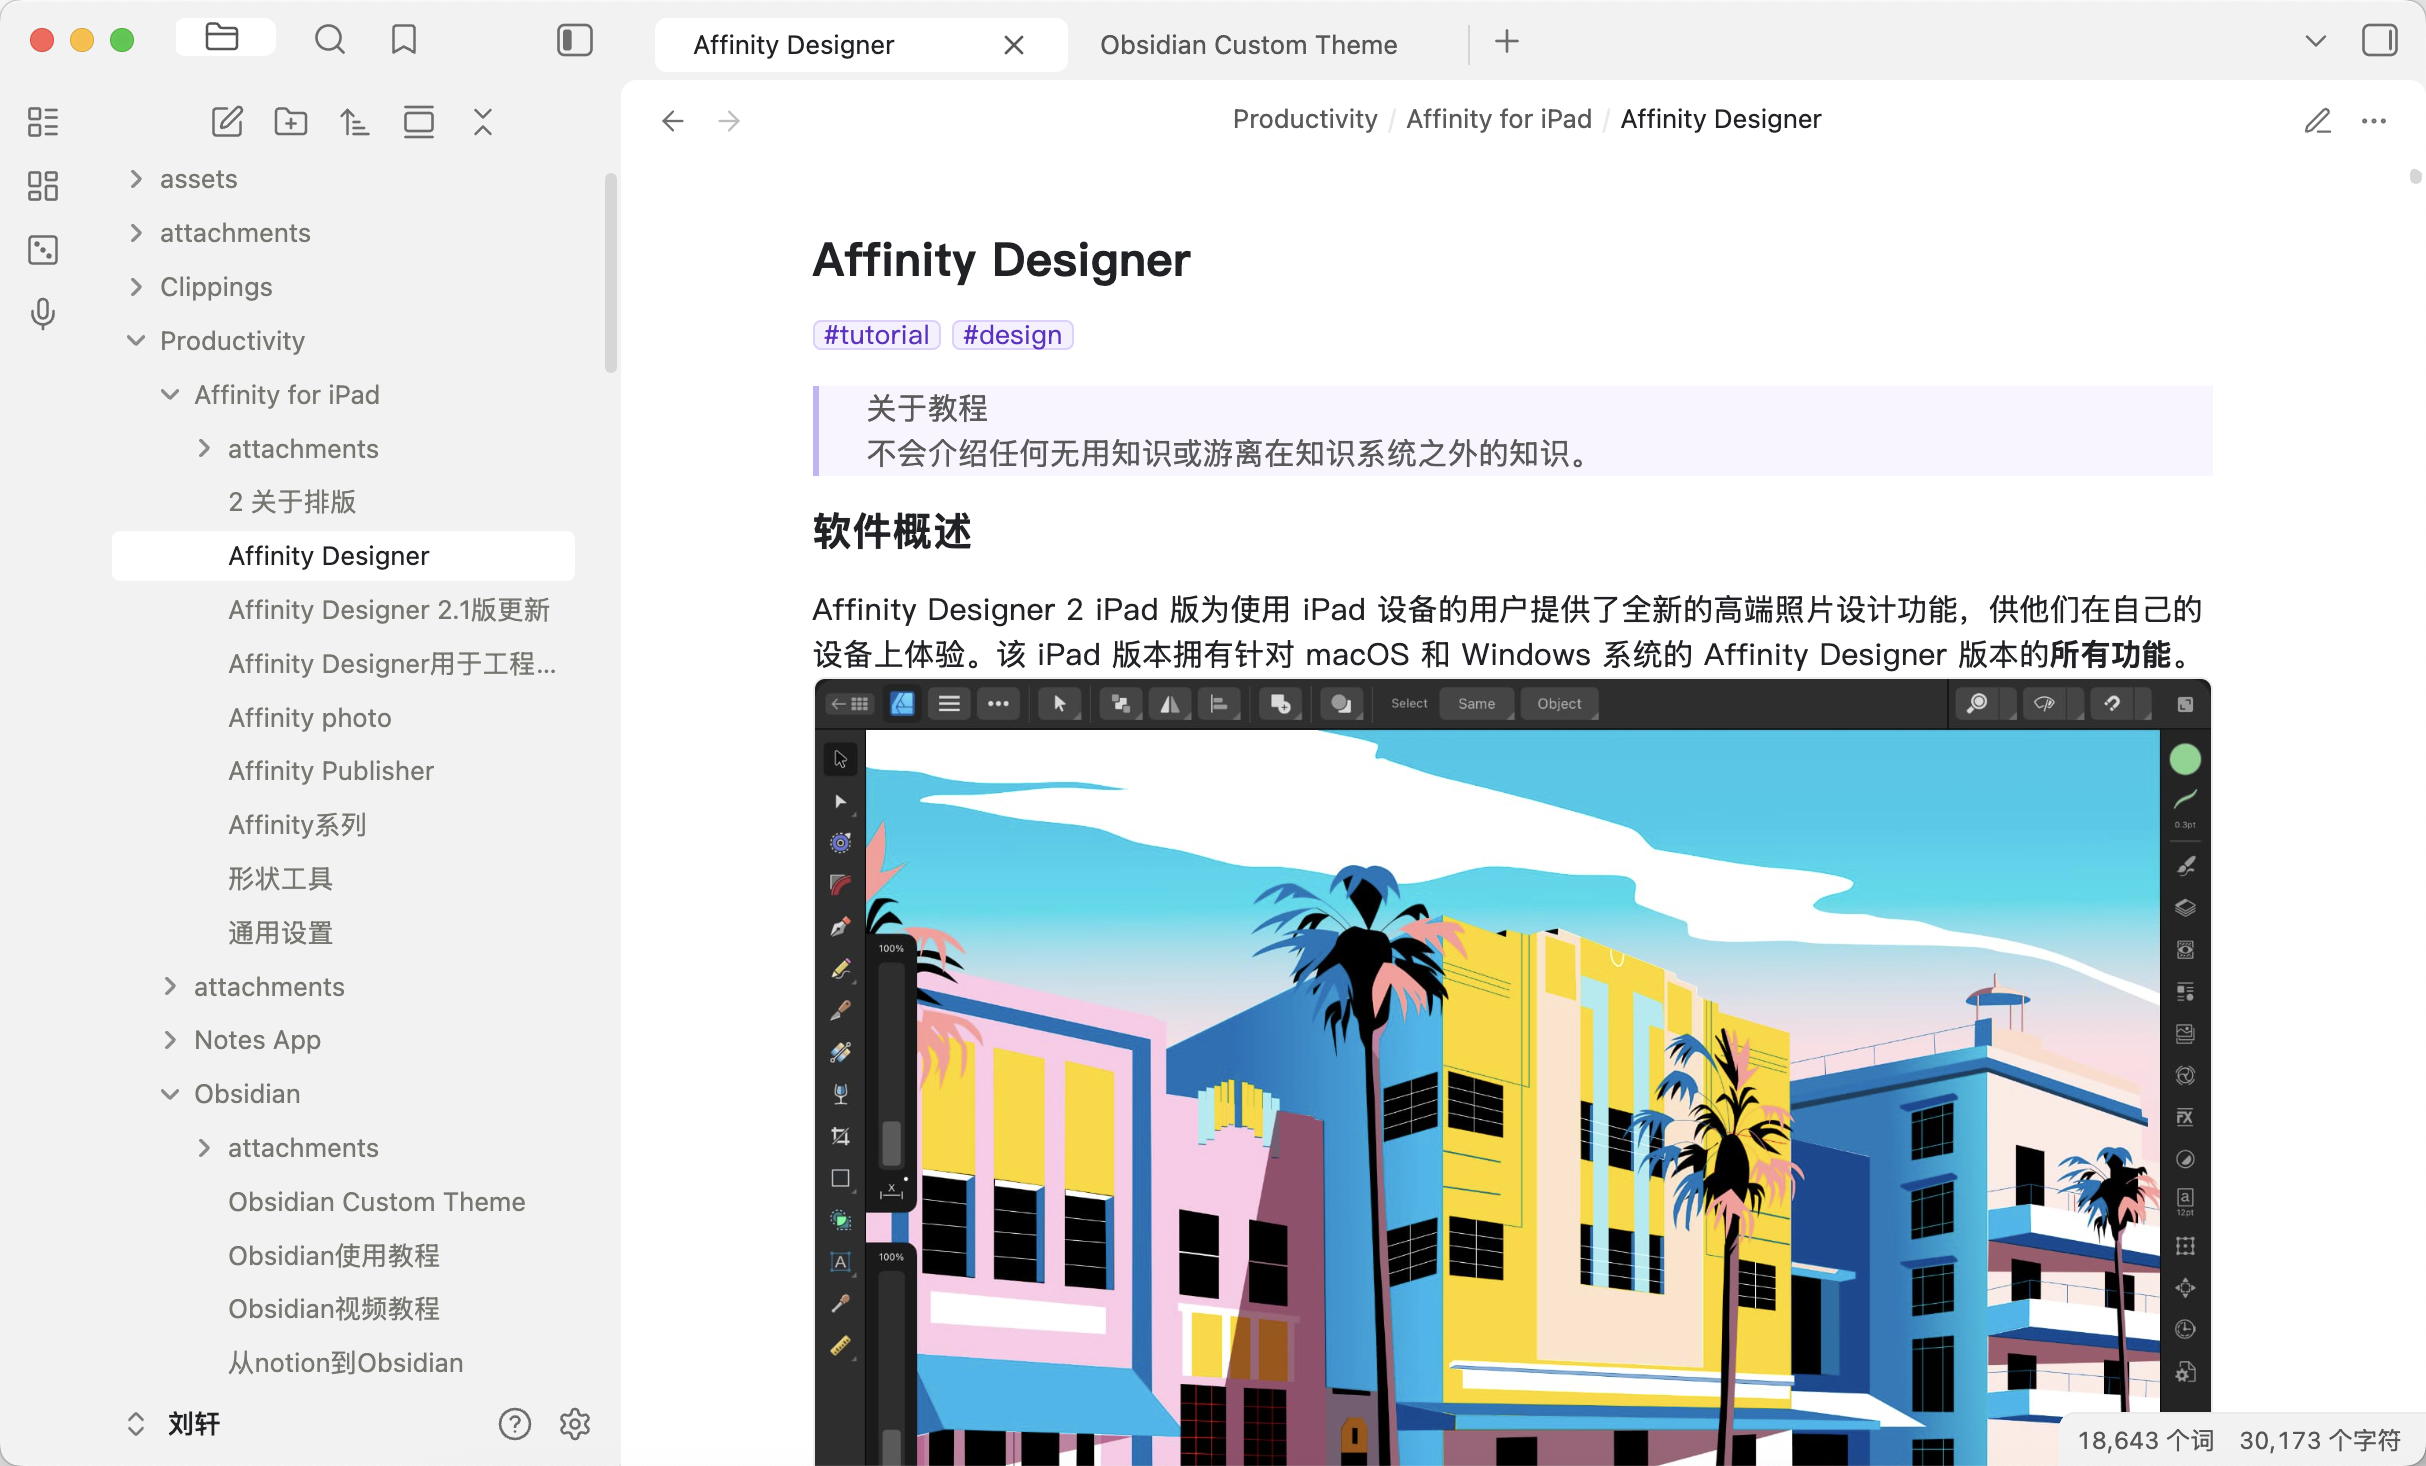 Affinity Designer
Obsidian Custom Theme
Productivity / Affinity for iPad / Affinity Designer
assets
attachments
Clippings
Productivity
Affinity for iPad
attachments
2 关于排版
Affinity Designer
Affinity Designer 2.1版更新
Affinity Designer用于工程...
Affinity photo
Affinity Publisher
Affinity系列
形状工具
通用设置
attachments
Notes App
Obsidian
attachments
Obsidian Custom Theme
Obsidian使用教程
Obsidian视频教程
从notion到Obsidian
刘轩
Affinity Designer
#tutorial #design
关于教程
不会介绍任何无用知识或游离在知识系统之外的知识。
软件概述
Affinity Designer 2 iPad 版为使用 iPad 设备的用户提供了全新的高端照片设计功能，供他们在自己的
设备上体验。该 iPad 版本拥有针对 macOS 和 Windows 系统的 Affinity Designer 版本的所有功能。
Select Same Object
0.3pt
100%
X
FX
a
12pt
A
100%
18,643 个词 30,173 个字符